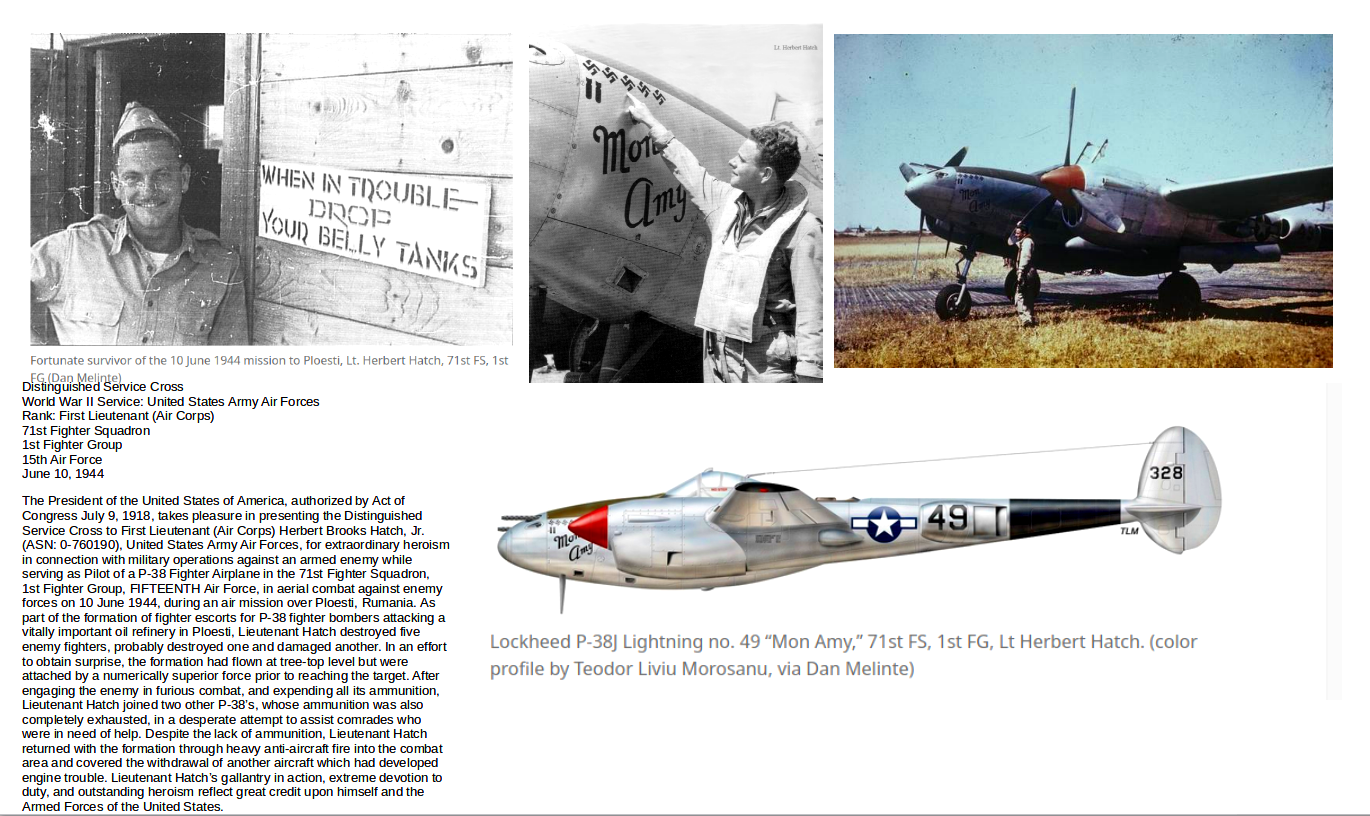 WHEN IN TROUBLE
DROP
YOUR BELLY TANKS
Fortunate survivor of the 10 June 1944 mission to Ploesti, Lt. Herbert Hatch, 71st FS, 1st
FG.(Dan Melinte)
Lt. Herbert Hatch
Mon
Amy
Mon
Amy
Distinguished Service Cross
World War II Service: United States Army Air Forces
Rank: First Lieutenant (Air Corps)
71st Fighter Squadron
1st Fighter Group
15th Air Force
June 10, 1944
The President of the United States of America, authorized by Act of
Congress July 9, 1918, takes pleasure in presenting the Distinguished
Service Cross to First Lieutenant (Air Corps) Herbert Brooks Hatch, Jr.
(ASN: 0-760190), United States Army Air Forces, for extraordinary heroism
in connection with military operations against an armed enemy while
serving as Pilot of a P-38 Fighter Airplane in the 71st Fighter Squadron,
1st Fighter Group, FIFTEENTH Air Force, in aerial combat against enemy
forces on 10 June 1944, during an air mission over Ploesti, Rumania. As
part of the formation of fighter escorts for P-38 fighter bombers attacking a
vitally important oil refinery in Ploesti, Lieutenant Hatch destroyed five
enemy fighters, probably destroyed one and damaged another. In an effort
to obtain surprise, the formation had flown at tree-top level but were
attached by a numerically superior force prior to reaching the target. After
engaging the enemy in furious combat, and expending all its ammunition,
Lieutenant Hatch joined two other P-38's, whose ammunition was also
completely exhausted, in a desperate attempt to assist comrades who
were in need of help. Despite the lack of ammunition, Lieutenant Hatch
returned with the formation through heavy anti-aircraft fire into the combat
area and covered the withdrawal of another aircraft which had developed
engine trouble. Lieutenant Hatch's gallantry in action, extreme devotion to
duty, and outstanding heroism reflect great credit upon himself and the
Armed Forces of the United States.
328
49
Mon
Amy
TLM
Lockheed P-38J Lightning no. 49 “Mon Amy,” 71st FS, 1st FG, Lt Herbert Hatch. (color
profile by Teodor Liviu Morosanu, via Dan Melinte)